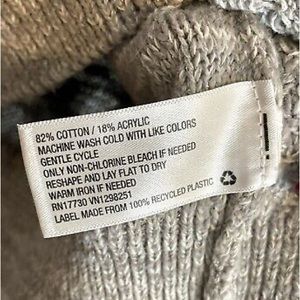 82% COTTON / 18% ACRYLIC
MACHINE WASH COLD WITH LIKE COLORS
GENTLE CYCLE
ONLY NON-CHLORINE BLEACH IF NEEDED
RESHAPE AND LAY FLAT TO DRY
WARM IRON IF NEEDED
RN17730 VN1298251
LABEL MADE FROM 100% RECYCLED PLASTIC